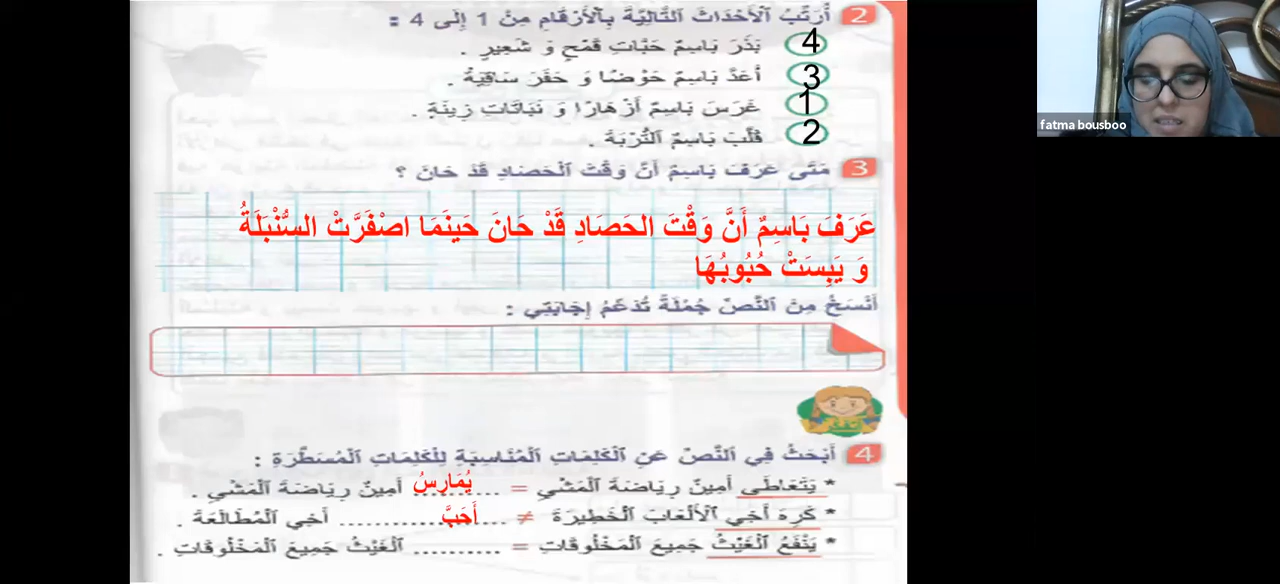 2 أُرَتِّبُ ٱلْأَحْدَاثَ ٱلتَّالِيَةَ بِٱلْأَرْقَامِ مِنْ 1 إِلَى 4 :
4 بَذَرَ بَاسِمٌ حَبَّاتِ قَمْحٍ وَ شَعِيرٍ .
3 أَعَدَّ بَاسِمٌ حَوْضًا وَ حَفَرَ سَاقِيَةً .
1 غَرَسَ بَاسِمٌ أَزْهَارًا وَ نَبَاتَاتِ زِينَةٍ .
2 قَلَّبَ بَاسِمٌ ٱلتُّرْبَةَ .
3 مَتَى عَرَفَ بَاسِمٌ أَنَّ وَقْتَ ٱلْحَصَادِ قَدْ حَانَ ؟
عَرَفَ بَاسِمٌ أَنَّ وَقْتَ الحَصَادِ قَدْ حَانَ حَينَمَا اصْفَرَّتْ السُّنْبَلَةُ
وَ يَبِسَتْ حُبُوبُهَا
أَنْسَخُ مِنَ ٱلنَّصِّ جُمْلَةً تُدَعِّمُ إِجَابَتِي :
4 أَبْحَثُ فِي ٱلنَّصِّ عَنِ ٱلْكَلِمَاتِ ٱلْمُنَاسِبَةِ لِلْكَلِمَاتِ ٱلْمُسَطَّرَةِ :
* يَتَعَاطَى أَمِينٌ رِيَاضَةَ ٱلْمَشْيِ = يُمَارِسُ أَمِينٌ رِيَاضَةَ ٱلْمَشْيِ .
* كَرِهَ أَخِي ٱلْأَلْعَابَ ٱلْخَطِيرَةَ ≠ ...أَحَبَّ............. أَخِي ٱلْمُطَالَعَةَ .
* يَنْفَعُ ٱلْغَيْثُ جَمِيعَ ٱلْمَخْلُوقَاتِ = .......... ٱلْغَيْثُ جَمِيعَ ٱلْمَخْلُوقَاتِ .
fatma bousboo